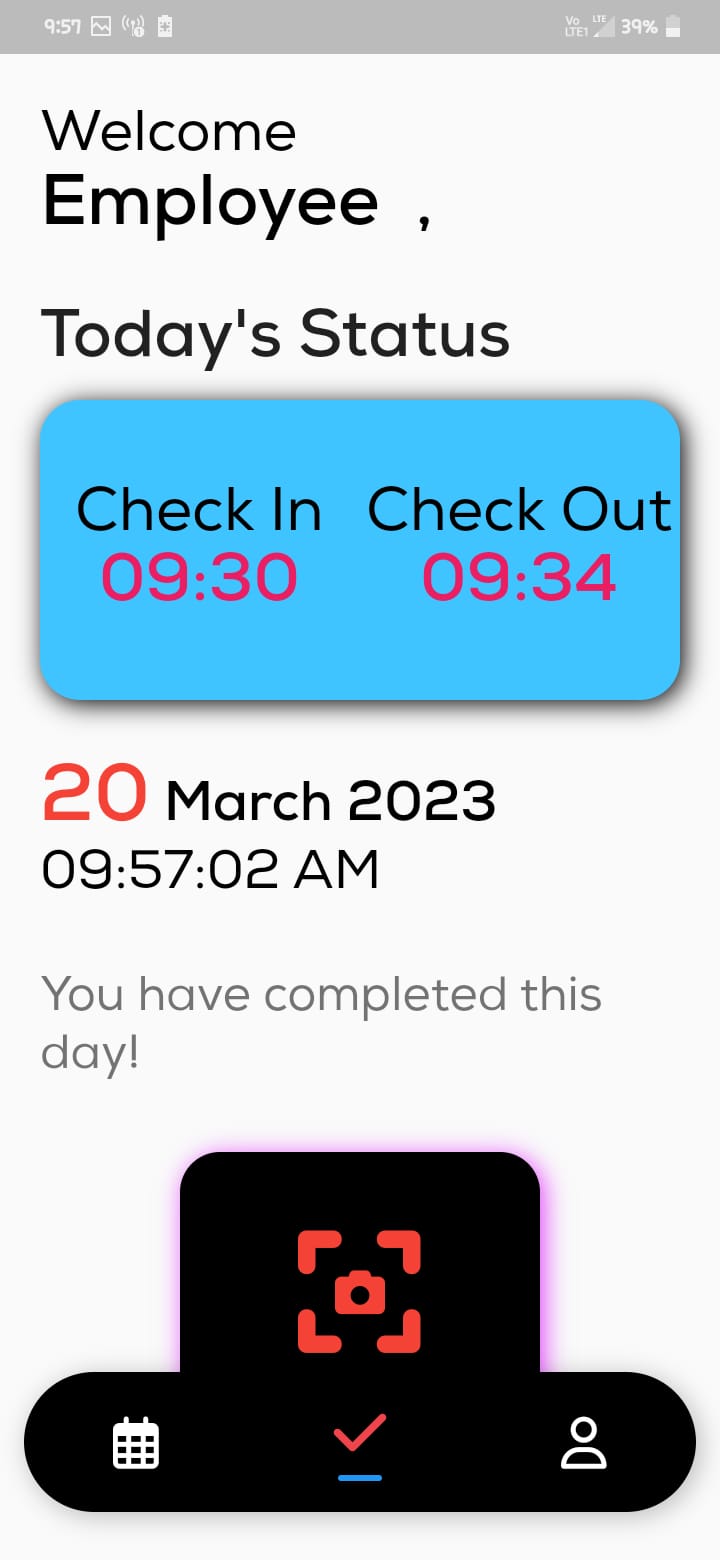 9:57 Vo LTE1 LTE 39%
Welcome
Employee ,
Today's Status
Check In Check Out
09:30 09:34
20 March 2023
09:57:02 AM
You have completed this
day!